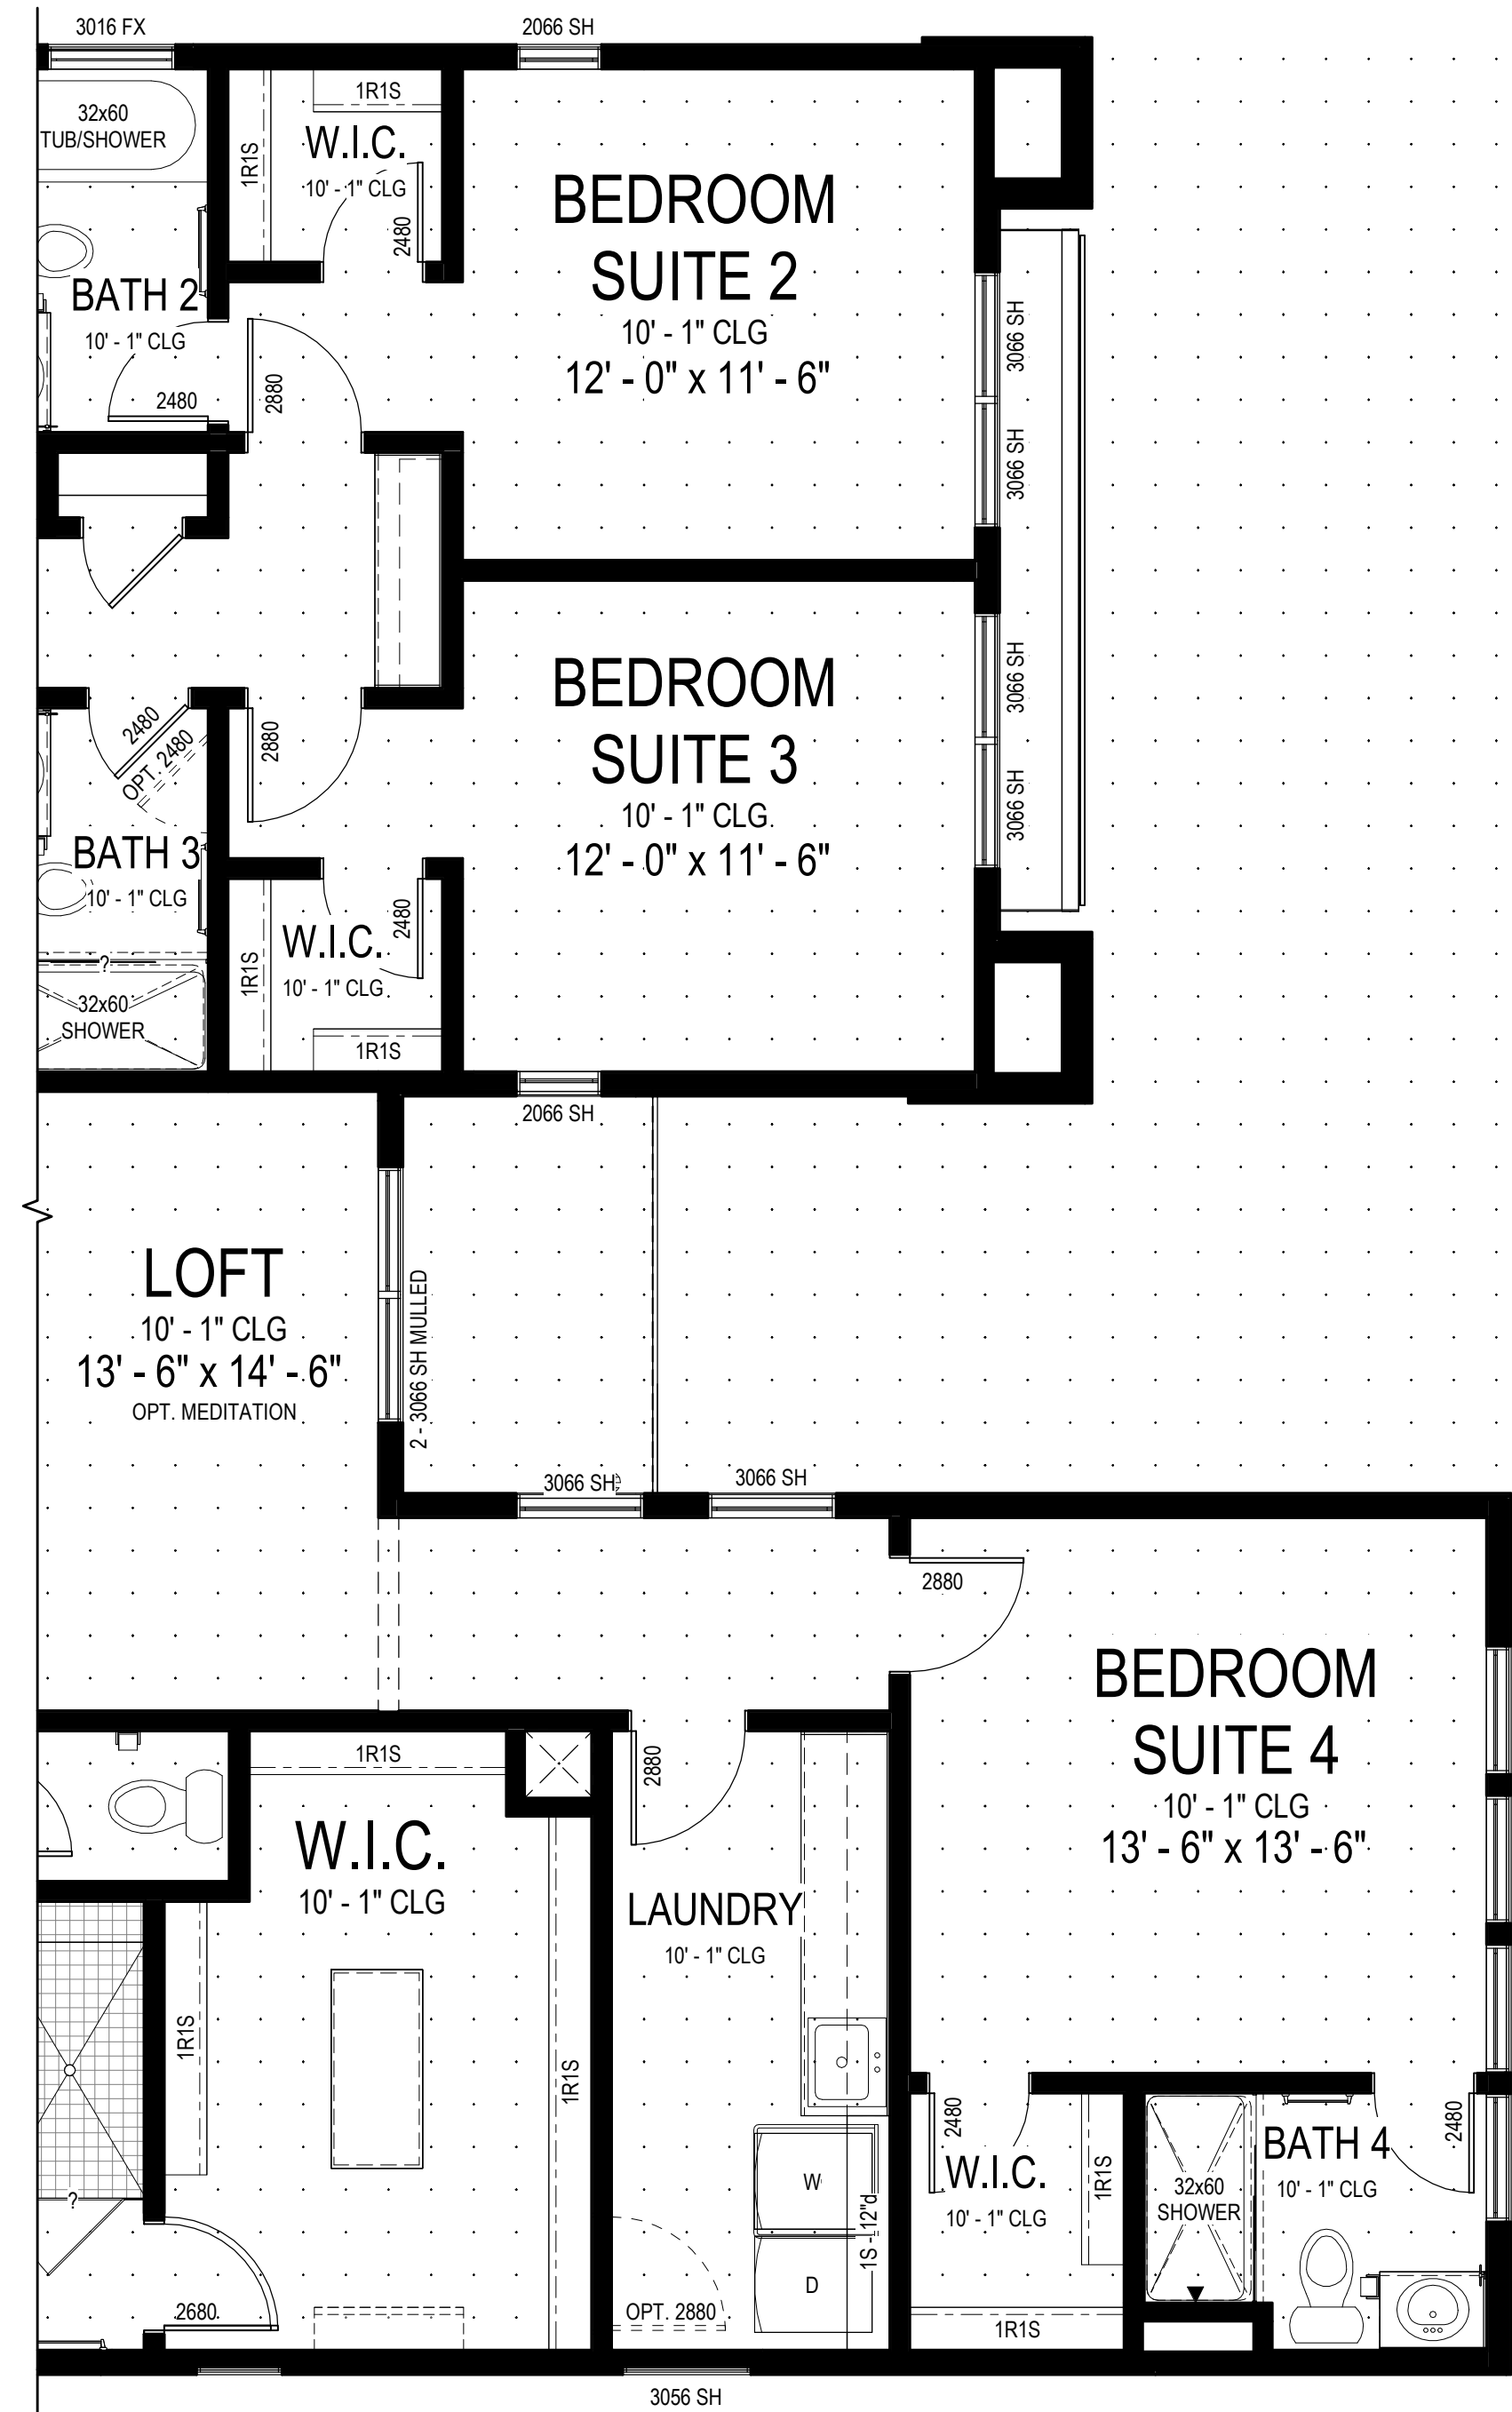 3016 FX
2066 SH
32x60
TUB/SHOWER
1R1S
1R1S
W.I.C.
10' - 1" CLG
2480
BEDROOM
SUITE 2
10' - 1" CLG
12' - 0" x 11' - 6"
BATH 2
10' - 1" CLG
2480
2880
3066 SH
3066 SH
2480
OPT. 2480
2880
BEDROOM
SUITE 3
10' - 1" CLG
12' - 0" x 11' - 6"
3066 SH
3066 SH
BATH 3
10' - 1" CLG
?
32x60
SHOWER
1R1S
W.I.C.
10' - 1" CLG
2480
1R1S
2066 SH
LOFT
10' - 1" CLG
13' - 6" x 14' - 6"
OPT. MEDITATION
2 - 3066 SH MULLED
3066 SH
3066 SH
2880
BEDROOM
SUITE 4
10' - 1" CLG
13' - 6" x 13' - 6"
1R1S
2880
W.I.C.
10' - 1" CLG
LAUNDRY
10' - 1" CLG
1R1S
1R1S
?
2680
W
D
1S - 12"d
OPT. 2880
2480
W.I.C.
10' - 1" CLG
1R1S
1R1S
32x60
SHOWER
BATH 4
10' - 1" CLG
2480
3056 SH